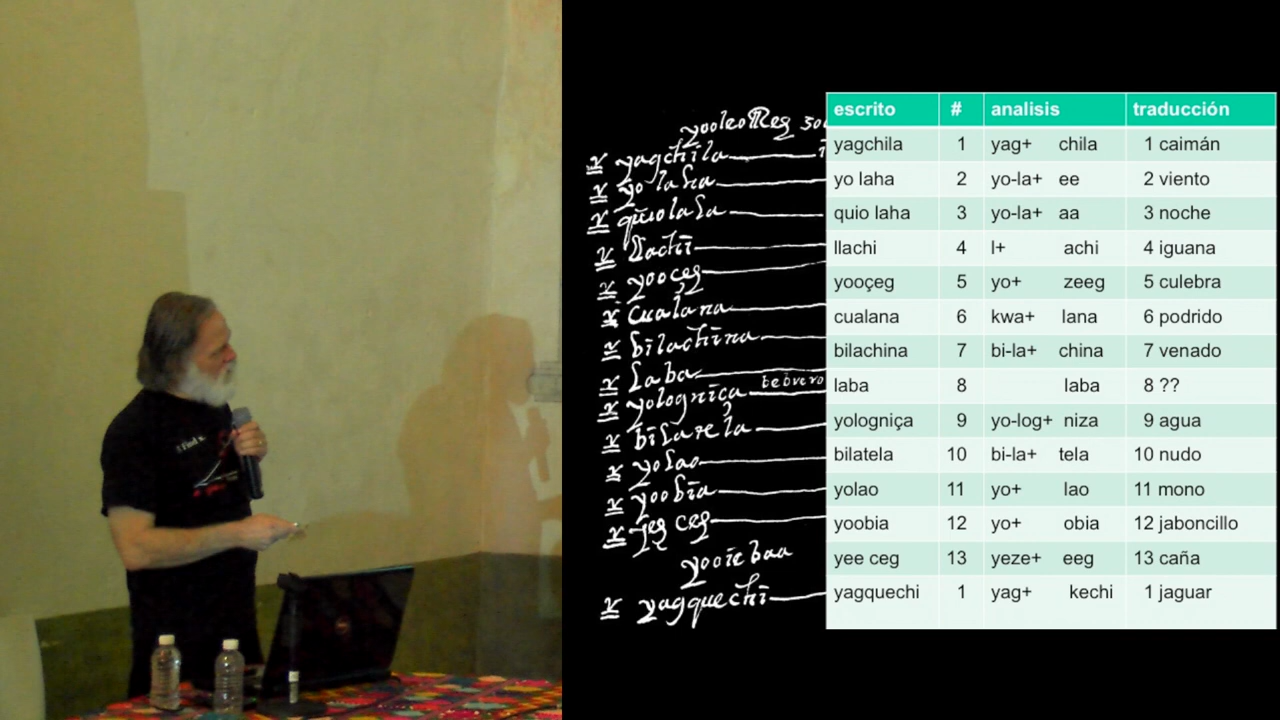 yagchila
yo laha
quiolaha
llachi
yooçeg
cualana
bilachina
laba
yologniça bebrero
bilatela
yolao
yoobia
yagquechi
escrito # analisis traducción
yagchila 1 yag+ chila 1 caimán
yo laha 2 yo-la+ ee 2 viento
quio laha 3 yo-la+ aa 3 noche
llachi 4 l+ achi 4 iguana
yooçeg 5 yo+ zeeg 5 culebra
cualana 6 kwa+ lana 6 podrido
bilachina 7 bi-la+ china 7 venado
laba 8 laba 8 ??
yologniça 9 yo-log+ niza 9 agua
bilatela 10 bi-la+ tela 10 nudo
yolao 11 yo+ lao 11 mono
yoobia 12 yo+ obia 12 jaboncillo
yee ceg 13 yeze+ eeg 13 caña
yagquechi 1 yag+ kechi 1 jaguar